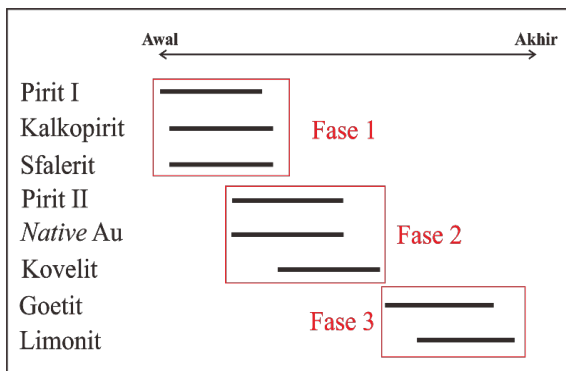 Awal Akhir
Pirit I
Kalkopirit Fase 1
Sfalerit
Pirit II
Native Au Fase 2
Kovelit
Goetit
Fase 3
Limonit